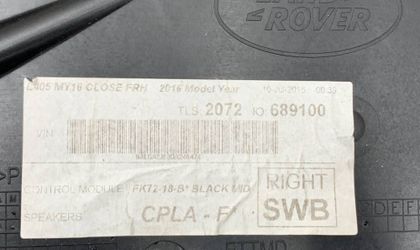 LAND
ROVER
L405 MY16 CLOSE FRH 2016 Model Year
TLS 2072 IO 689100
VIN
CONTROL MODULE FK72-18-B* BLACK MID
SPEAKERS CPLA - F*
RIGHT
SWB